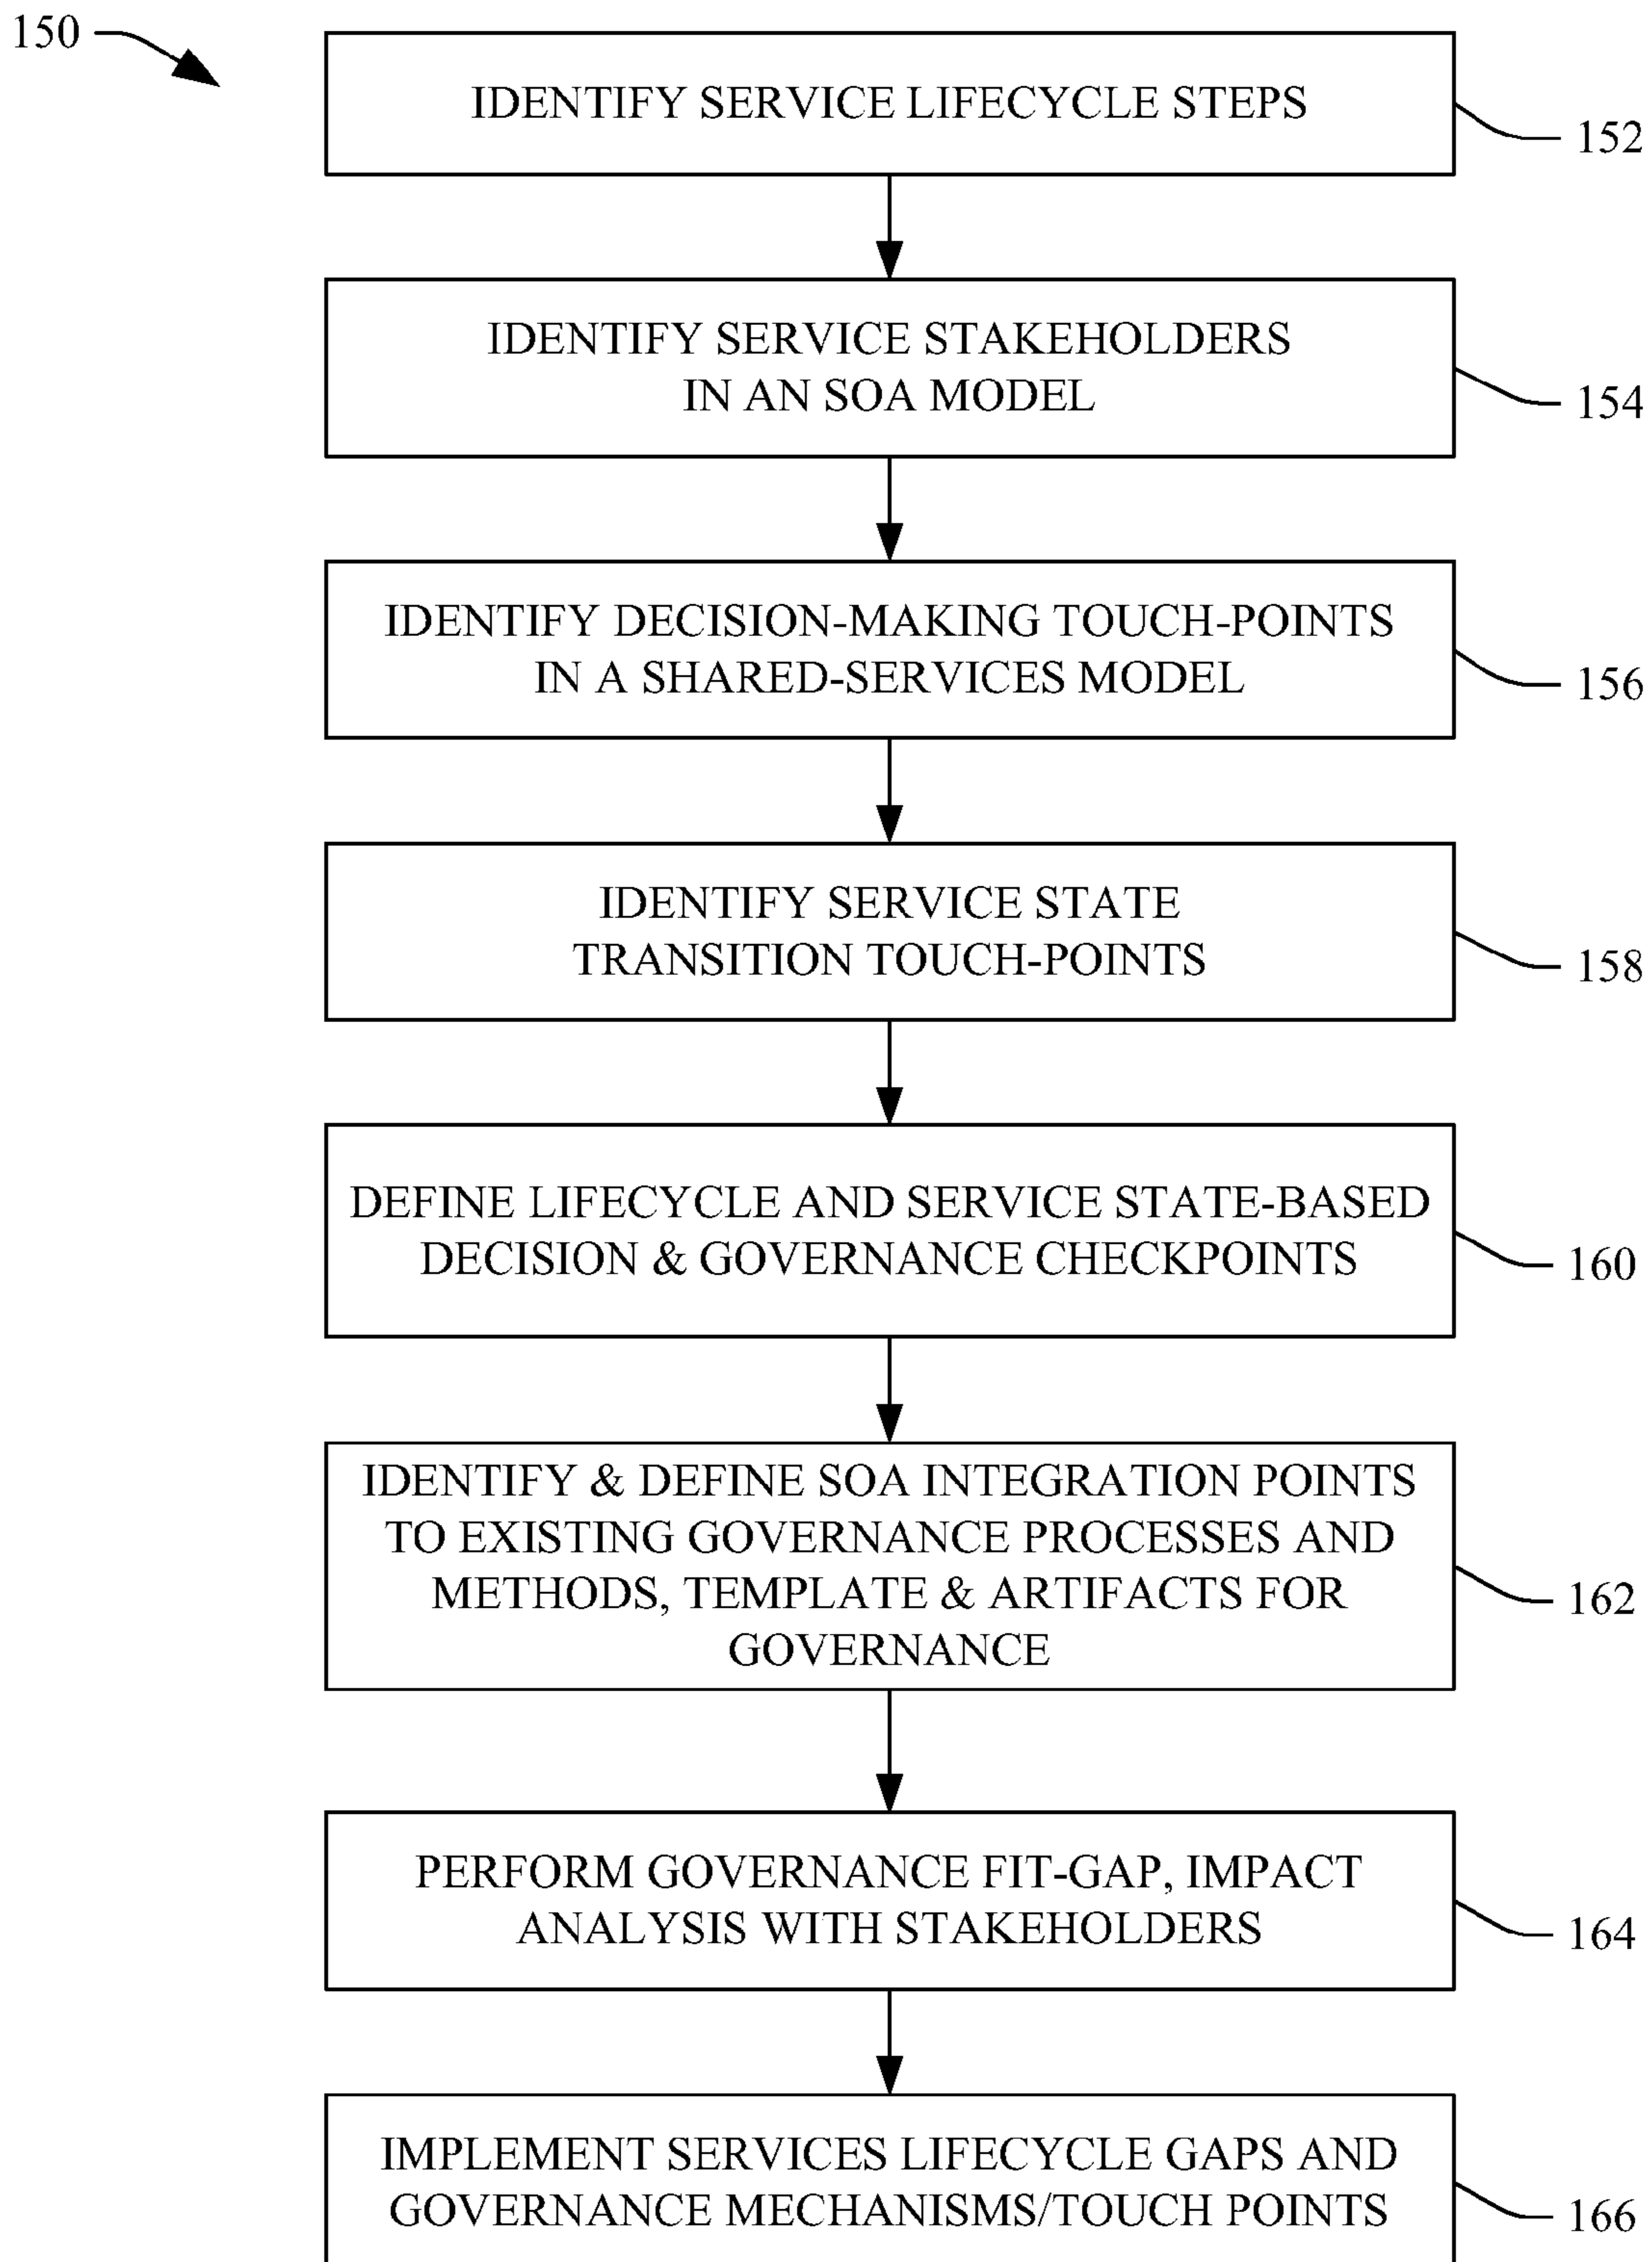 150
IDENTIFY SERVICE LIFECYCLE STEPS
152
IDENTIFY SERVICE STAKEHOLDERS
IN AN SOA MODEL
154
IDENTIFY DECISION-MAKING TOUCH-POINTS
IN A SHARED-SERVICES MODEL
156
IDENTIFY SERVICE STATE
TRANSITION TOUCH-POINTS
158
DEFINE LIFECYCLE AND SERVICE STATE-BASED
DECISION & GOVERNANCE CHECKPOINTS
160
IDENTIFY & DEFINE SOA INTEGRATION POINTS
TO EXISTING GOVERNANCE PROCESSES AND
METHODS, TEMPLATE & ARTIFACTS FOR
GOVERNANCE
162
PERFORM GOVERNANCE FIT-GAP, IMPACT
ANALYSIS WITH STAKEHOLDERS
164
IMPLEMENT SERVICES LIFECYCLE GAPS AND
GOVERNANCE MECHANISMS/TOUCH POINTS
166